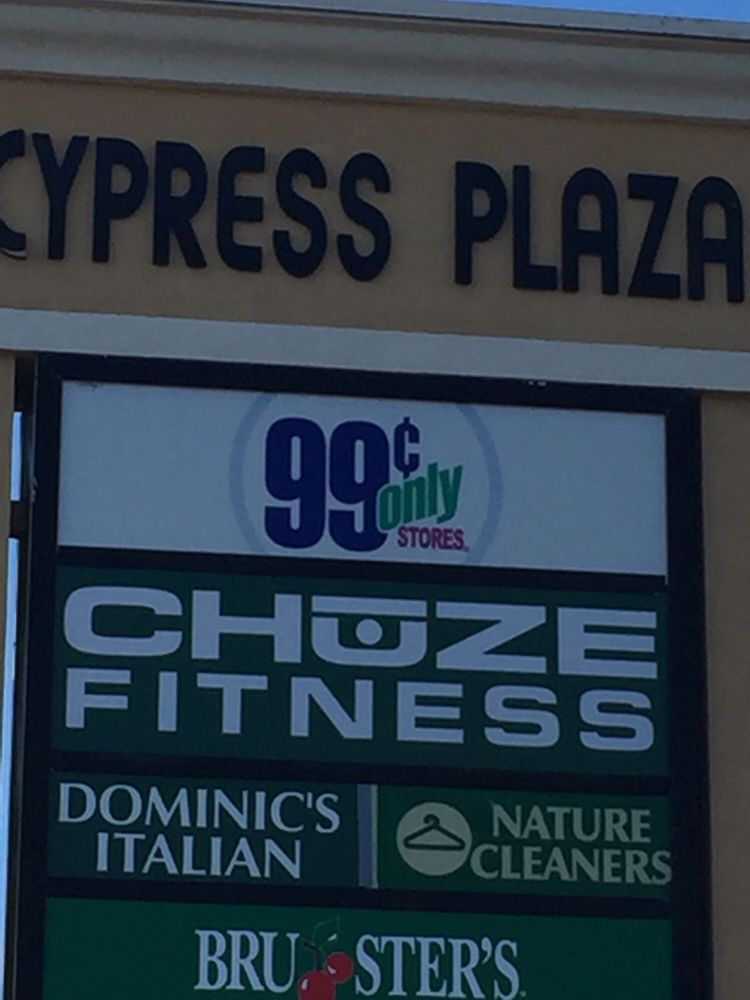 CYPRESS PLAZA
99¢ only
STORES
CHUZE
FITNESS
DOMINIC'S
ITALIAN
NATURE
CLEANERS
BRUSTER'S